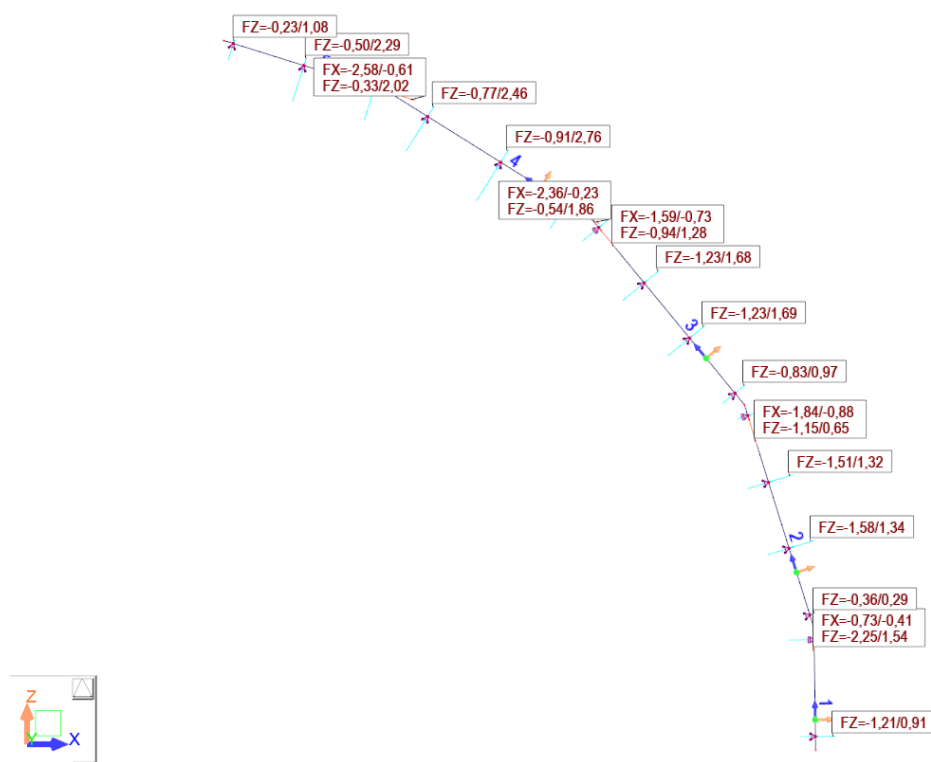 FZ=-0,23/1,08
FZ=-0,50/2,29
FX=-2,58/-0,61
FZ=-0,33/2,02
FZ=-0,77/2,46
FZ=-0,91/2,76
4
FX=-2,36/-0,23
FZ=-0,54/1,86
FX=-1,59/-0,73
FZ=-0,94/1,28
FZ=-1,23/1,68
FZ=-1,23/1,69
3
FZ=-0,83/0,97
FX=-1,84/-0,88
FZ=-1,15/0,65
FZ=-1,51/1,32
FZ=-1,58/1,34
2
FZ=-0,36/0,29
FX=-0,73/-0,41
FZ=-2,25/1,54
1
FZ=-1,21/0,91
Z
Y
X